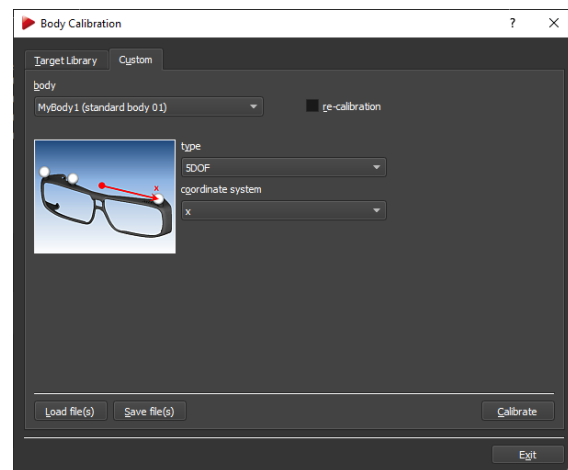 Body Calibration ?
Target Library Custom
body
MyBody1 (standard body 01) re-calibration
type
5DOF
coordinate system
x
x
Load file(s) Save file(s) Calibrate
Exit